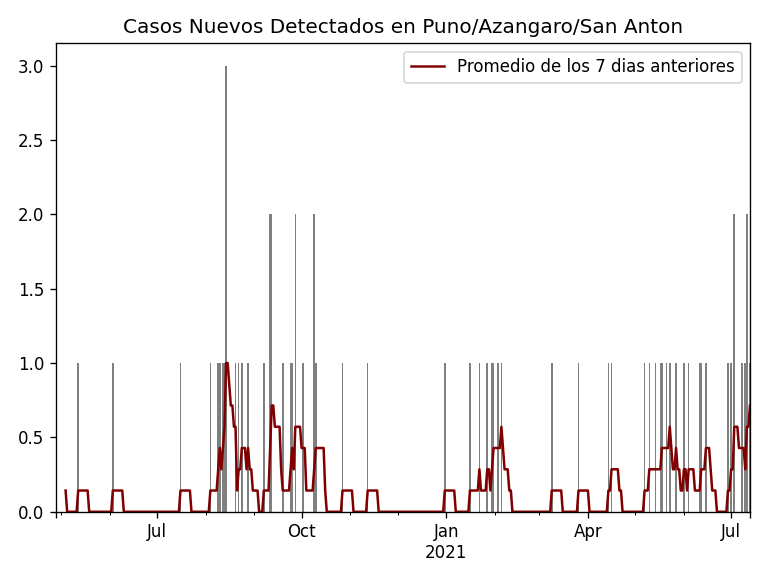 Casos Nuevos Detectados en Puno/Azangaro/San Anton
Promedio de los 7 dias anteriores
3.0
2.5
2.0
1.5
1.0
0.5
0.0
Jul
Oct
Jan
2021
Apr
Jul